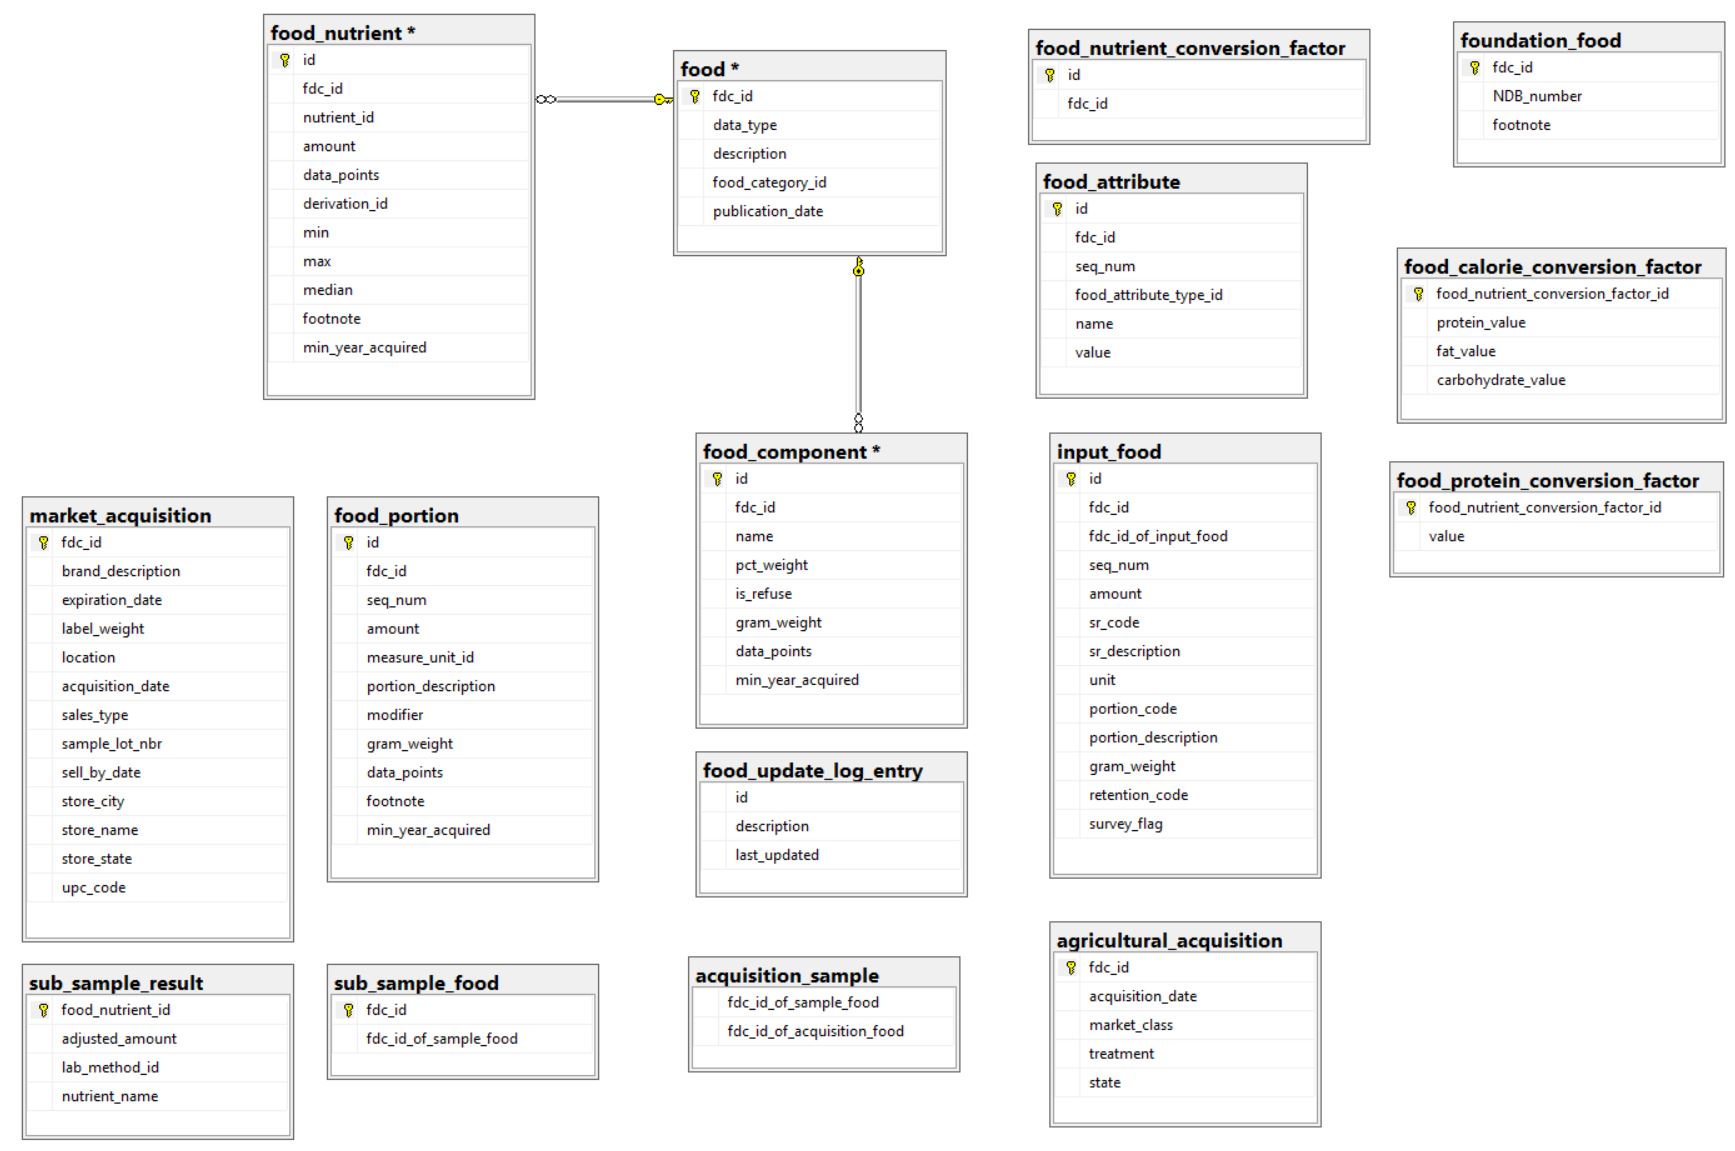 food_nutrient *
id
fdc_id
nutrient_id
amount
data_points
derivation_id
min
max
median
footnote
min_year_acquired
food *
fdc_id
data_type
description
food_category_id
publication_date
food_nutrient_conversion_factor
id
fdc_id
foundation_food
fdc_id
NDB_number
footnote
food_attribute
id
fdc_id
seq_num
food_attribute_type_id
name
value
food_calorie_conversion_factor
food_nutrient_conversion_factor_id
protein_value
fat_value
carbohydrate_value
market_acquisition
fdc_id
brand_description
expiration_date
label_weight
location
acquisition_date
sales_type
sample_lot_nbr
sell_by_date
store_city
store_name
store_state
upc_code
food_portion
id
fdc_id
seq_num
amount
measure_unit_id
portion_description
modifier
gram_weight
data_points
footnote
min_year_acquired
food_component *
id
fdc_id
name
pct_weight
is_refuse
gram_weight
data_points
min_year_acquired
input_food
id
fdc_id
fdc_id_of_input_food
seq_num
amount
sr_code
sr_description
unit
portion_code
portion_description
gram_weight
retention_code
survey_flag
food_protein_conversion_factor
food_nutrient_conversion_factor_id
value
food_update_log_entry
id
description
last_updated
sub_sample_result
food_nutrient_id
adjusted_amount
lab_method_id
nutrient_name
sub_sample_food
fdc_id
fdc_id_of_sample_food
acquisition_sample
fdc_id_of_sample_food
fdc_id_of_acquisition_food
agricultural_acquisition
fdc_id
acquisition_date
market_class
treatment
state